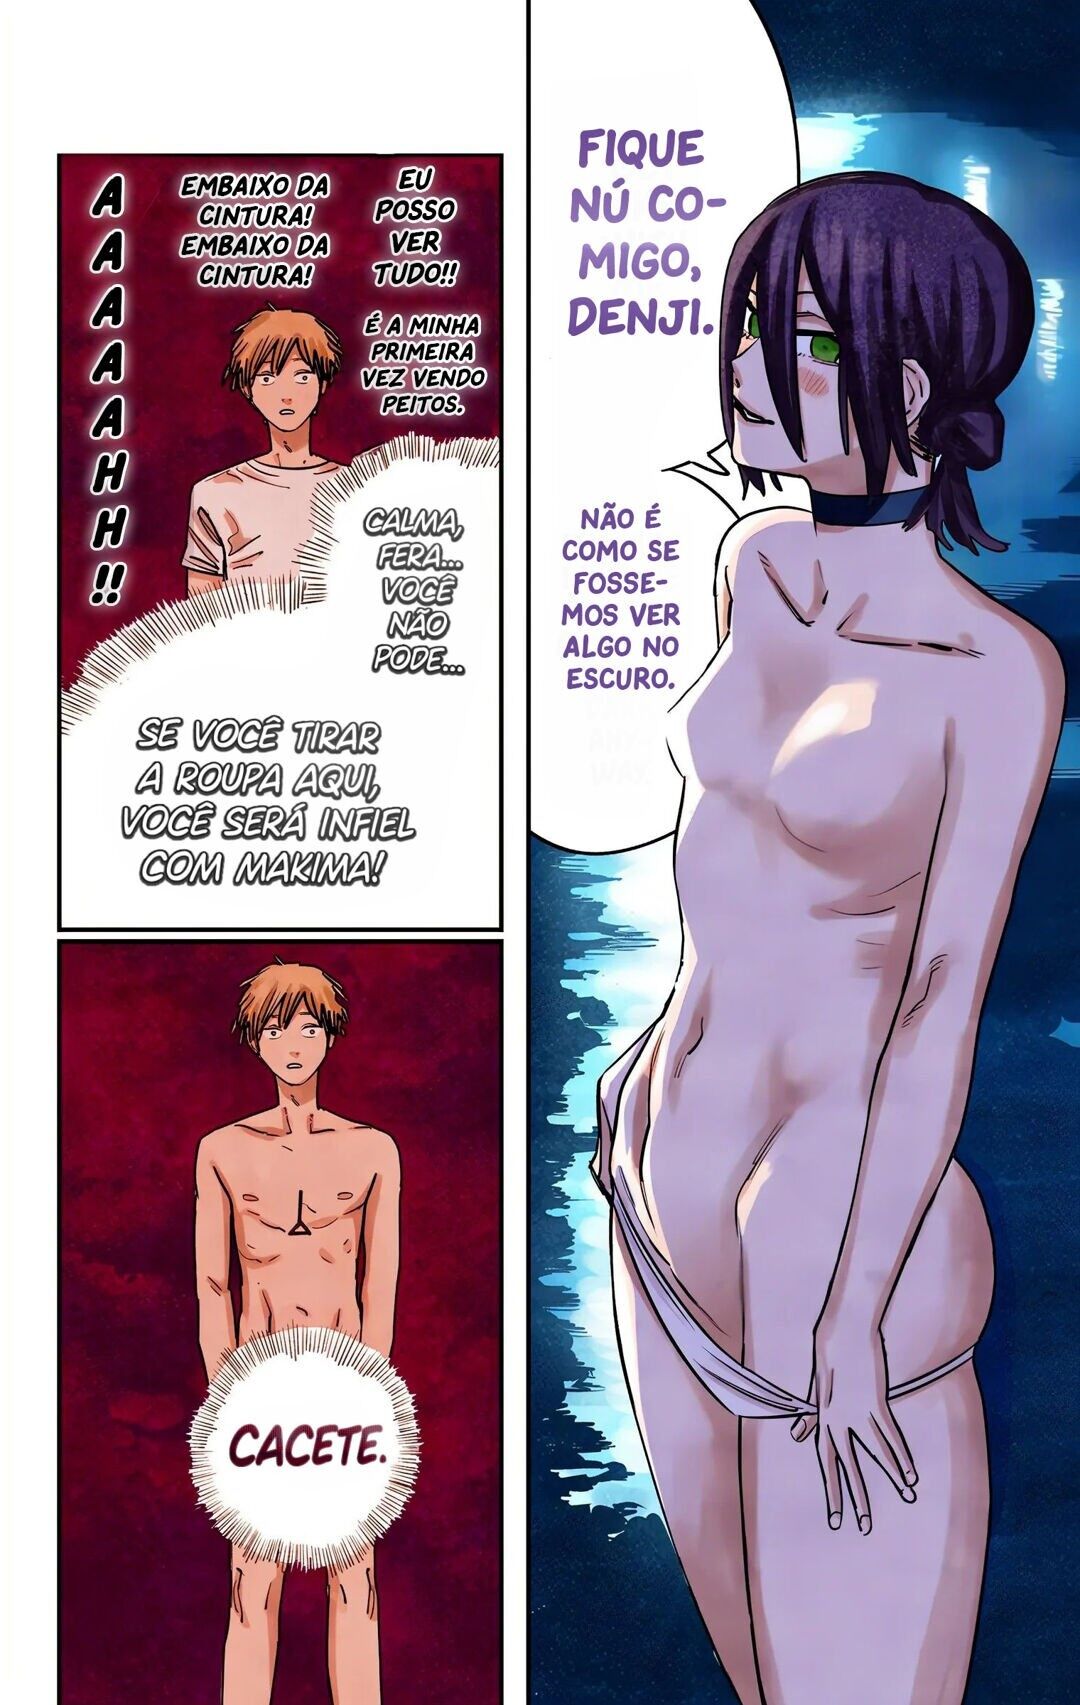 FIQUE
NÚ CO-
MIGO,
DENJI.
NÃO É
COMO SE
FOSSE-
MOS VER
ALGO NO
ESCURO.
EU
POSSO
VER
TUDO!!
É A MINHA
PRIMEIRA
VEZ VENDO
PEITOS.
EMBAIXO DA
CINTURA!
EMBAIXO DA
CINTURA!
AAAAAHH!!
CALMA,
FERA...
VOCÊ
NÃO
PODE...
SE VOCÊ TIRAR
A ROUPA AQUI,
VOCÊ SERÁ INFIEL
COM MAKIMA!
CACETE.